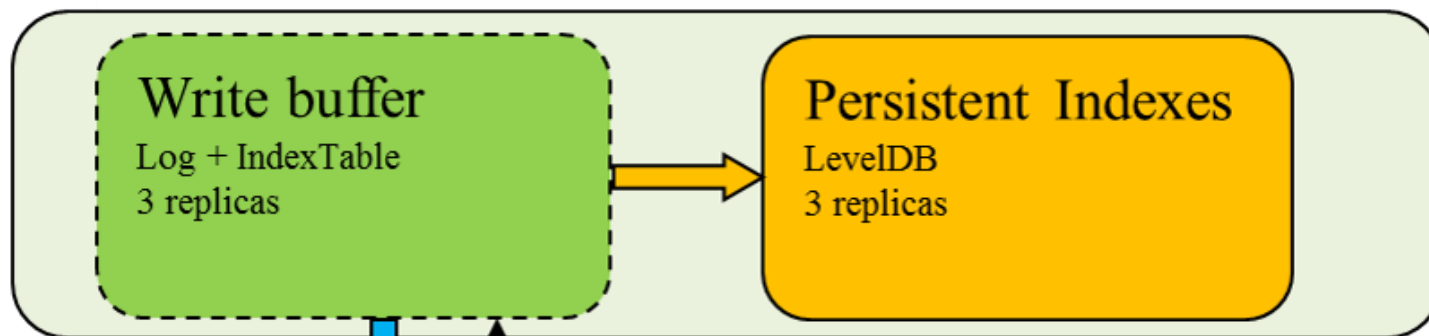 Write buffer
Log + IndexTable
3 replicas
Persistent Indexes
LevelDB
3 replicas